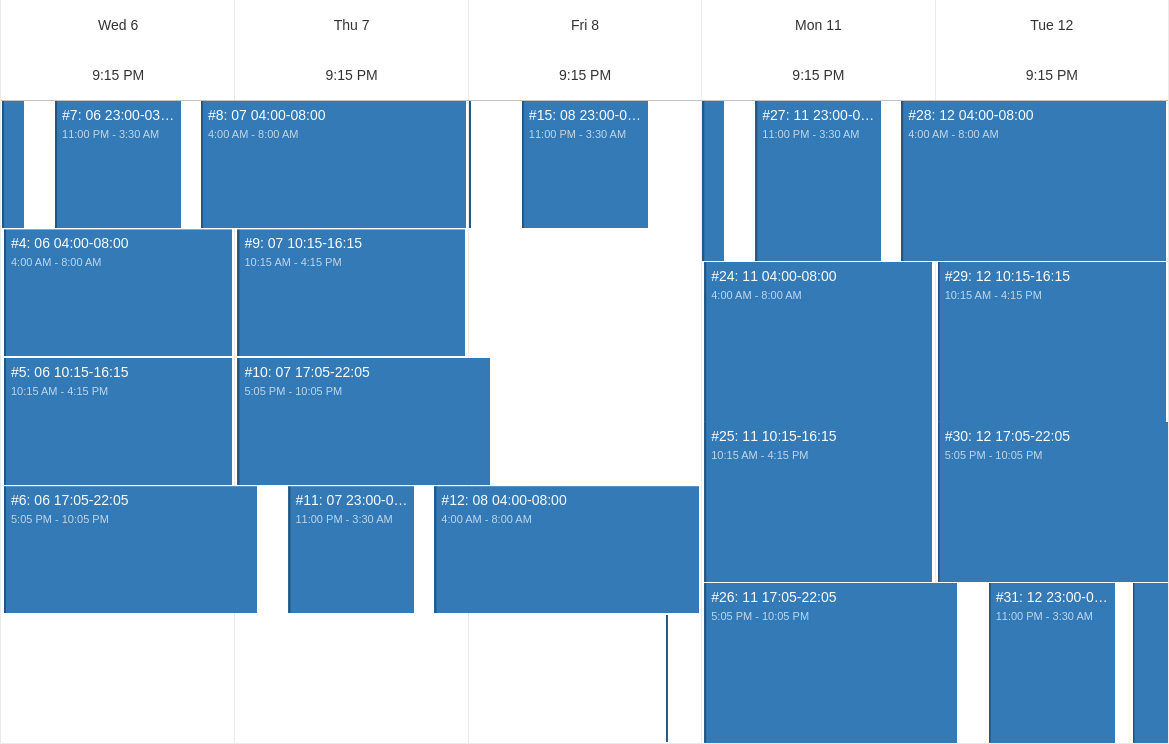 Wed 6
Thu 7
Fri 8
Mon 11
Tue 12
9:15 PM
9:15 PM
9:15 PM
9:15 PM
9:15 PM
#7: 06 23:00-03…
11:00 PM - 3:30 AM
#8: 07 04:00-08:00
4:00 AM - 8:00 AM
#15: 08 23:00-0…
11:00 PM - 3:30 AM
#27: 11 23:00-0…
11:00 PM - 3:30 AM
#28: 12 04:00-08:00
4:00 AM - 8:00 AM
#4: 06 04:00-08:00
4:00 AM - 8:00 AM
#9: 07 10:15-16:15
10:15 AM - 4:15 PM
#24: 11 04:00-08:00
4:00 AM - 8:00 AM
#29: 12 10:15-16:15
10:15 AM - 4:15 PM
#5: 06 10:15-16:15
10:15 AM - 4:15 PM
#10: 07 17:05-22:05
5:05 PM - 10:05 PM
#25: 11 10:15-16:15
10:15 AM - 4:15 PM
#30: 12 17:05-22:05
5:05 PM - 10:05 PM
#6: 06 17:05-22:05
5:05 PM - 10:05 PM
#11: 07 23:00-0…
11:00 PM - 3:30 AM
#12: 08 04:00-08:00
4:00 AM - 8:00 AM
#26: 11 17:05-22:05
5:05 PM - 10:05 PM
#31: 12 23:00-0…
11:00 PM - 3:30 AM